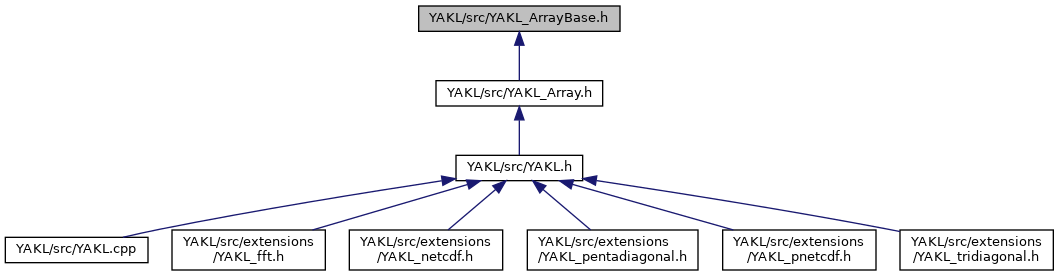 YAKL/src/YAKL_ArrayBase.h
YAKL/src/YAKL_Array.h
YAKL/src/YAKL.h
YAKL/src/YAKL.cpp
YAKL/src/extensions
/YAKL_fft.h
YAKL/src/extensions
/YAKL_netcdf.h
YAKL/src/extensions
/YAKL_pentadiagonal.h
YAKL/src/extensions
/YAKL_pnetcdf.h
YAKL/src/extensions
/YAKL_tridiagonal.h